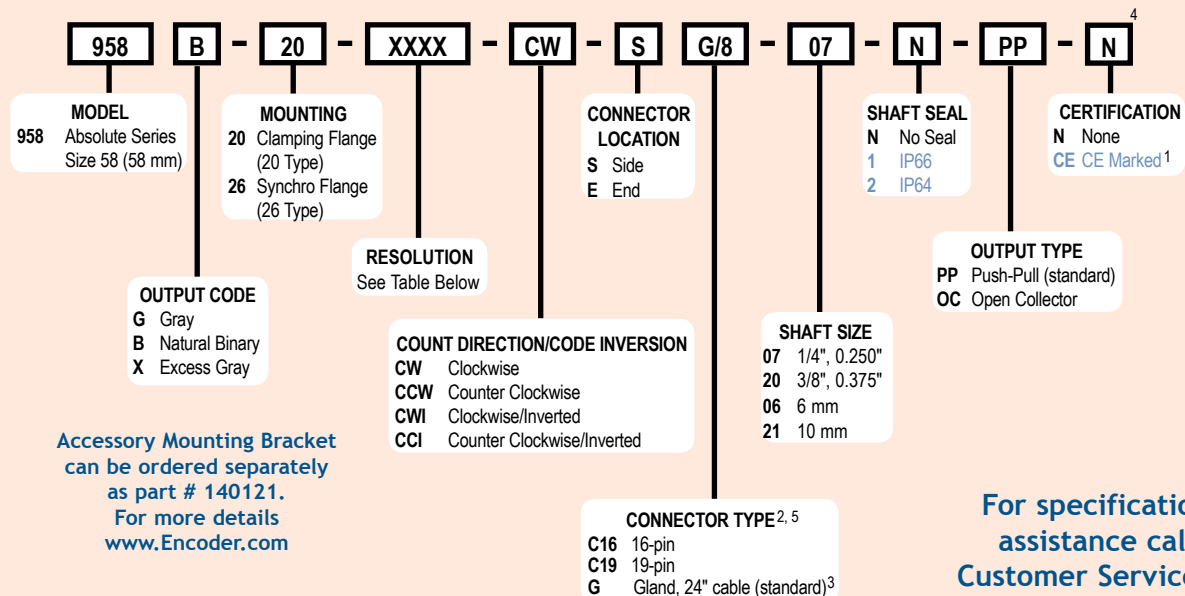 4
958 B - 20 - XXXX - CW - S G/8 - 07 - N - PP - N
MODEL
958 Absolute Series
Size 58 (58 mm)
MOUNTING
20 Clamping Flange
(20 Type)
26 Synchro Flange
(26 Type)
CONNECTOR
LOCATION
S Side
E End
SHAFT SEAL
N No Seal
1 IP66
2 IP64
CERTIFICATION
N None
CE CE Marked 1
RESOLUTION
See Table Below
OUTPUT TYPE
PP Push-Pull (standard)
OC Open Collector
OUTPUT CODE
G Gray
B Natural Binary
X Excess Gray
COUNT DIRECTION/CODE INVERSION
CW Clockwise
CCW Counter Clockwise
CWI Clockwise/Inverted
CCI Counter Clockwise/Inverted
SHAFT SIZE
07 1/4", 0.250"
20 3/8", 0.375"
06 6 mm
21 10 mm
Accessory Mounting Bracket
can be ordered separately
as part # 140121.
For more details
www.Encoder.com
CONNECTOR TYPE 2, 5
C16 16-pin
C19 19-pin
G Gland, 24" cable (standard) 3
For specificatio
assistance cal
Customer Service